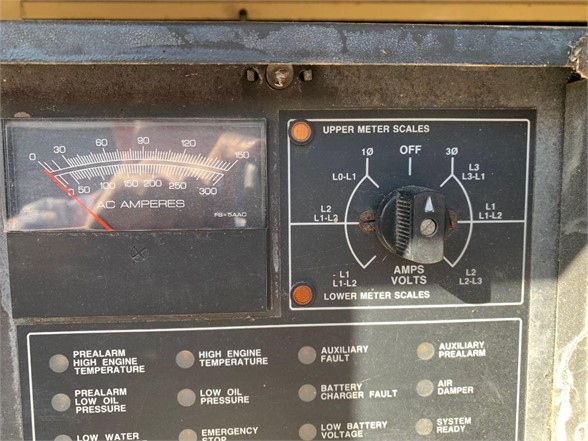 0 30 60 90 120 150
0 50 100 150 200 250 300
AC AMPERES
FS=5AAC
UPPER METER SCALES
1Ø OFF 3Ø
L0-L1
L3
L3-L1
L2
L1-L2
L1
L1-L2
L1
L1-L2
AMPS
VOLTS
L2
L2-L3
LOWER METER SCALES
PREALARM
HIGH ENGINE
TEMPERATURE
HIGH ENGINE
TEMPERATURE
AUXILIARY
FAULT
AUXILIARY
PREALARM
PREALARM
LOW OIL
PRESSURE
LOW OIL
PRESSURE
BATTERY
CHARGER FAULT
AIR
DAMPER
LOW WATER
EMERGENCY
STOP
LOW BATTERY
VOLTAGE
SYSTEM
READY